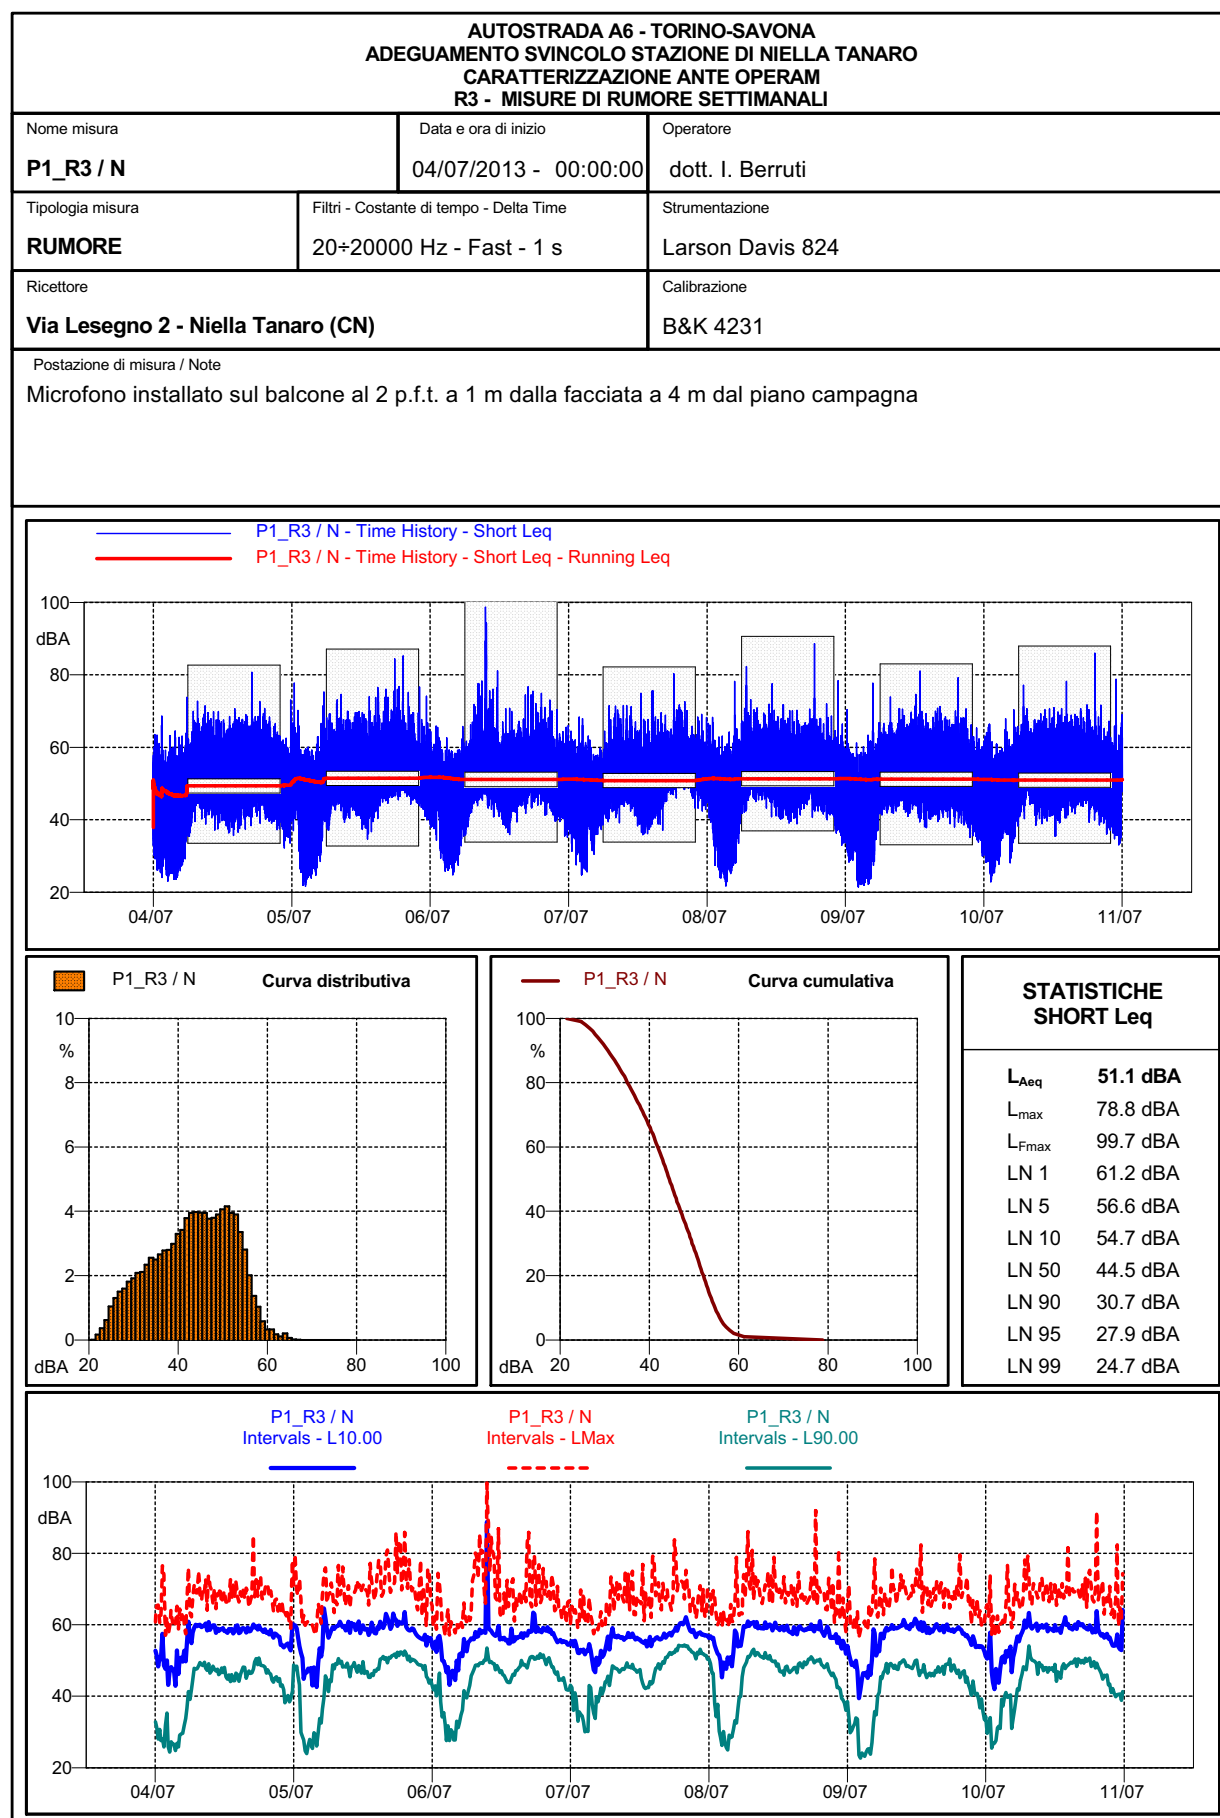 AUTOSTRADA A6 - TORINO-SAVONA
ADEGUAMENTO SVINCOLO STAZIONE DI NIELLA TANARO
CARATTERIZZAZIONE ANTE OPERAM
R3 - MISURE DI RUMORE SETTIMANALI
Nome misura
P1_R3 / N
Data e ora di inizio
04/07/2013 - 00:00:00
Operatore
dott. I. Berruti
Tipologia misura
RUMORE
Filtri - Costante di tempo - Delta Time
20÷20000 Hz - Fast - 1 s
Strumentazione
Larson Davis 824
Ricettore
Via Lesegno 2 - Niella Tanaro (CN)
Calibrazione
B&K 4231
Postazione di misura / Note
Microfono installato sul balcone al 2 p.f.t. a 1 m dalla facciata a 4 m dal piano campagna
P1_R3 / N - Time History - Short Leq
P1_R3 / N - Time History - Short Leq - Running Leq
100
dBA
80
60
40
20
04/07 05/07 06/07 07/07 08/07 09/07 10/07 11/07
P1_R3 / N Curva distributiva
10
%
8
6
4
2
0
dBA 20 40 60 80 100
P1_R3 / N Curva cumulativa
100
%
80
60
40
20
0
dBA 20 40 60 80 100
STATISTICHE
SHORT Leq
LAeq 51.1 dBA
Lmax 78.8 dBA
LFmax 99.7 dBA
LN 1 61.2 dBA
LN 5 56.6 dBA
LN 10 54.7 dBA
LN 50 44.5 dBA
LN 90 30.7 dBA
LN 95 27.9 dBA
LN 99 24.7 dBA
P1_R3 / N
Intervals - L10.00
P1_R3 / N
Intervals - LMax
P1_R3 / N
Intervals - L90.00
100
dBA
80
60
40
20
04/07 05/07 06/07 07/07 08/07 09/07 10/07 11/07